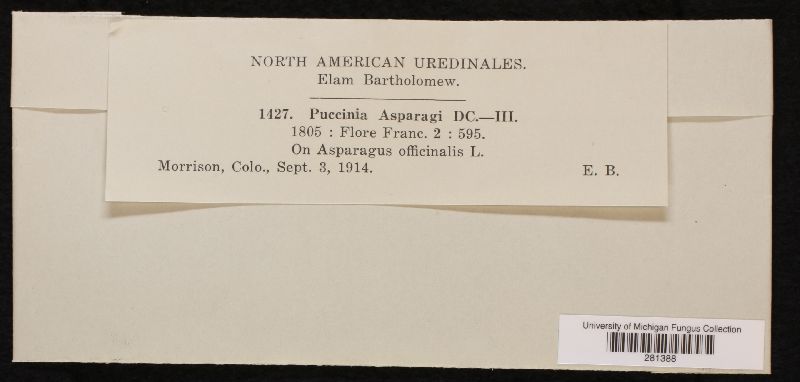 NORTH AMERICAN UREDINALES.
Elam Bartholomew.
1427. Puccinia Asparagi DC.—III.
1805 : Flore Franc. 2 : 595.
On Asparagus officinalis L.
Morrison, Colo., Sept. 3, 1914. E. B.
University of Michigan Fungus Collection
281388